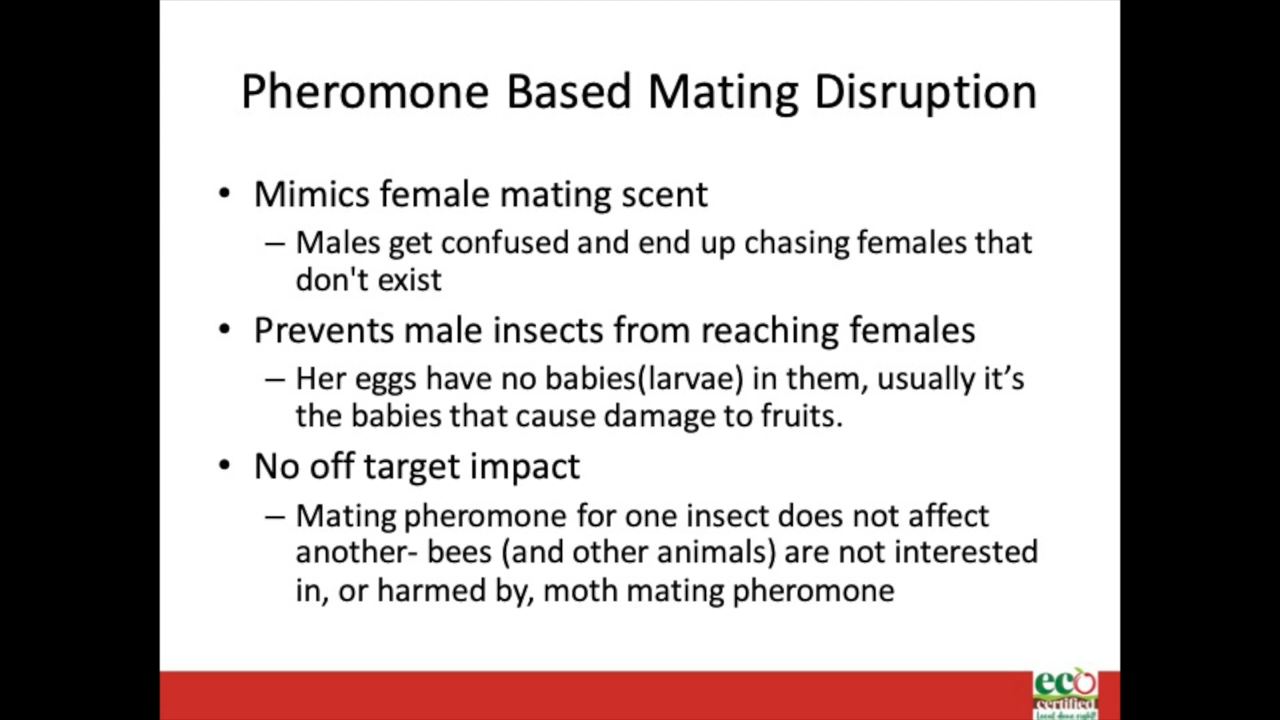 Pheromone Based Mating Disruption
• Mimics female mating scent
– Males get confused and end up chasing females that
don't exist
• Prevents male insects from reaching females
– Her eggs have no babies(larvae) in them, usually it’s
the babies that cause damage to fruits.
• No off target impact
– Mating pheromone for one insect does not affect
another- bees (and other animals) are not interested
in, or harmed by, moth mating pheromone
eco
certified
Local done right!